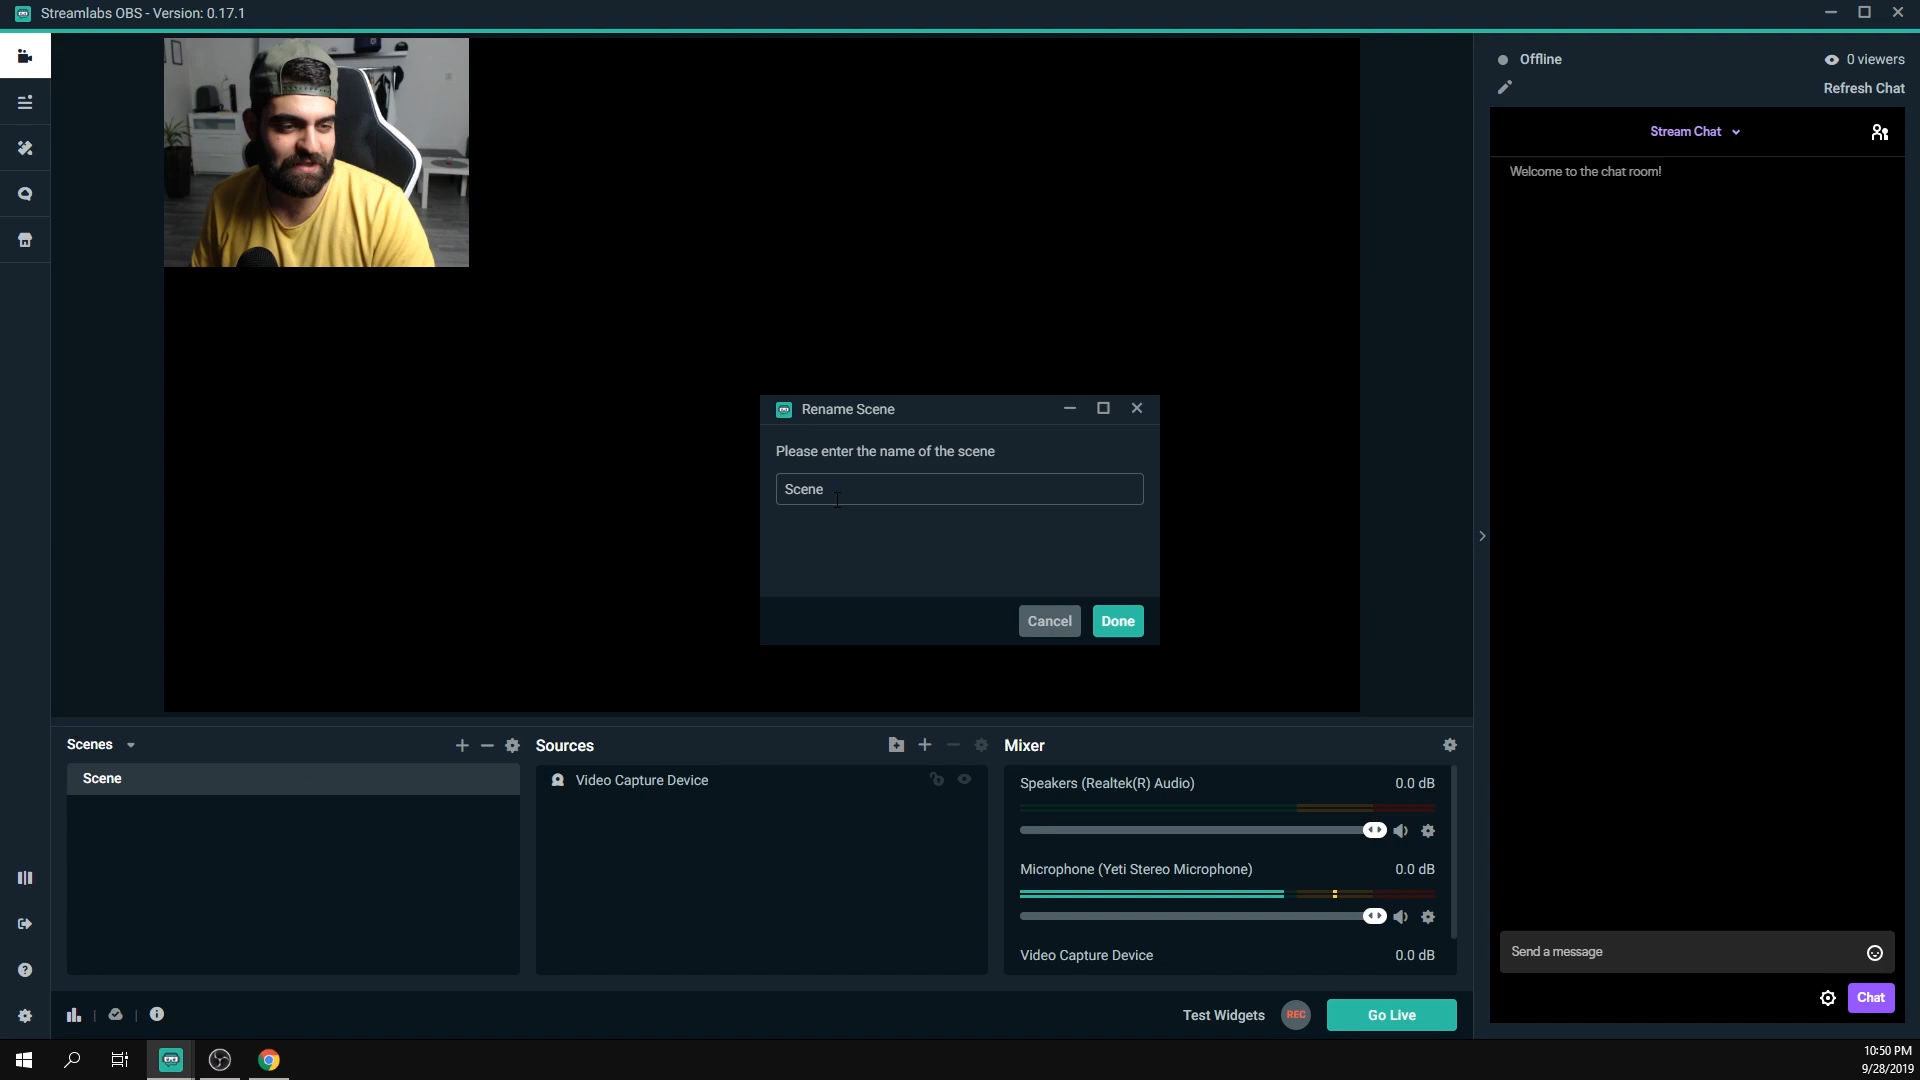 Streamlabs OBS - Version: 0.17.1
Offline
0 viewers
Refresh Chat
Stream Chat
Welcome to the chat room!
Rename Scene
Please enter the name of the scene
Scene
Cancel
Done
Scenes
Scene
Sources
Video Capture Device
Mixer
Speakers (Realtek(R) Audio)
0.0 dB
Microphone (Yeti Stereo Microphone)
0.0 dB
Video Capture Device
0.0 dB
Send a message
Chat
Test Widgets
REC
Go Live
10:50 PM
9/28/2019